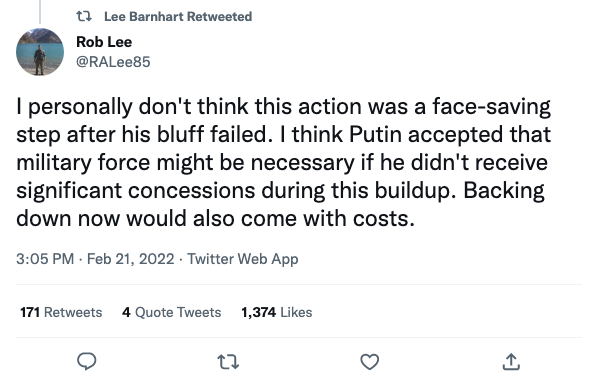 Lee Barnhart Retweeted
Rob Lee
@RALee85
I personally don't think this action was a face-saving
step after his bluff failed. I think Putin accepted that
military force might be necessary if he didn't receive
significant concessions during this buildup. Backing
down now would also come with costs.
3:05 PM · Feb 21, 2022 · Twitter Web App
171 Retweets 4 Quote Tweets 1,374 Likes